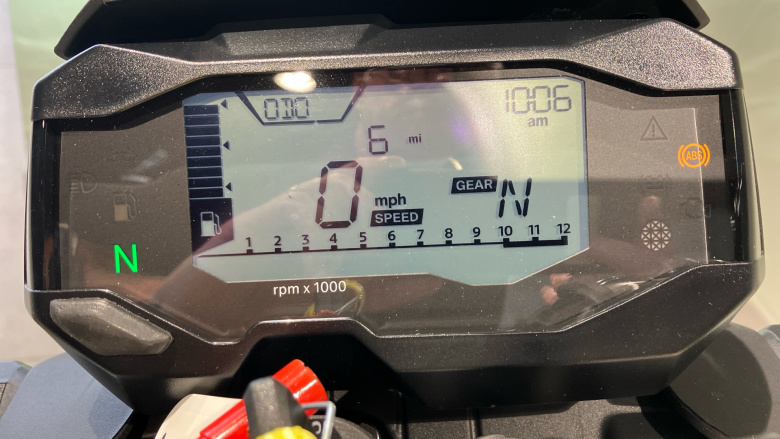 ODO
1006
am
6 mi
0 mph
SPEED
GEAR N
ABS
N
1 2 3 4 5 6 7 8 9 10 11 12
rpm x 1000